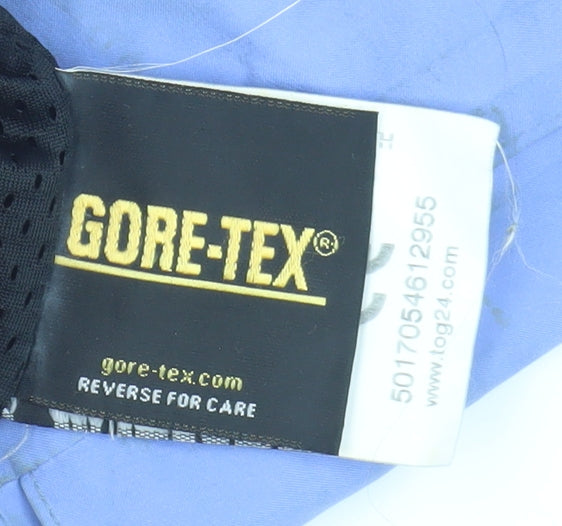 GORE-TEX®
gore-tex.com
REVERSE FOR CARE
5017054612955
www.tog24.com